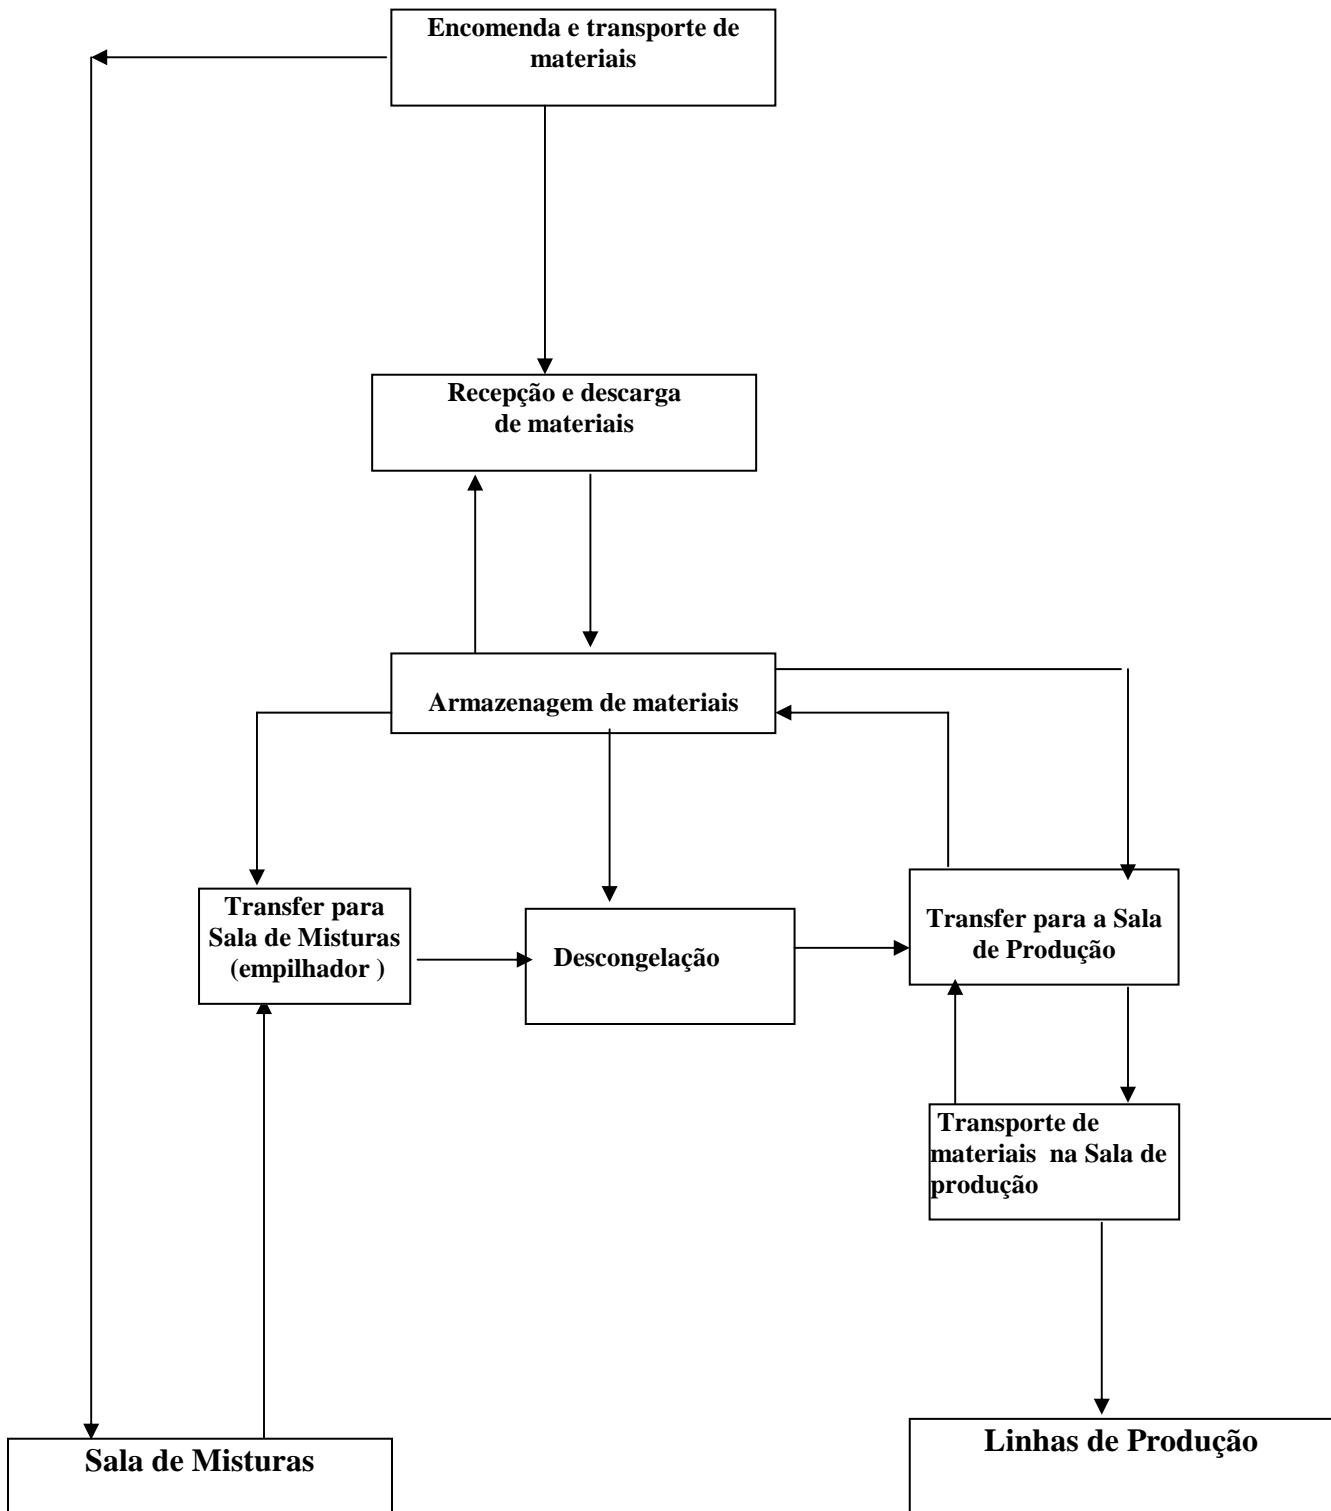 Encomenda e transporte de
materiais
Recepção e descarga
de materiais
Armazenagem de materiais
Transfer para
Sala de Misturas
(empilhador )
Descongelação
Transfer para a Sala
de Produção
Transporte de
materiais na Sala de
produção
Sala de Misturas
Linhas de Produção